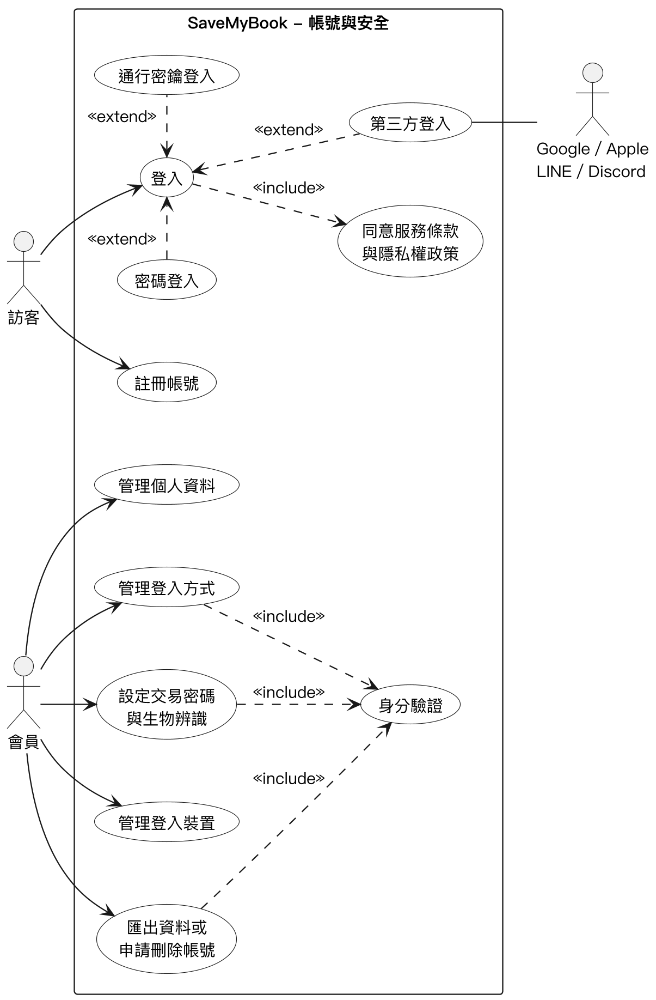 SaveMyBook – 帳號與安全
通行密鑰登入
«extend»
第三方登入
«extend»
Google / Apple
LINE / Discord
登入
«include»
同意服務條款
與隱私權政策
«extend»
密碼登入
訪客
註冊帳號
管理個人資料
管理登入方式
«include»
設定交易密碼
與生物辨識
«include»
身分驗證
會員
«include»
管理登入裝置
匯出資料或
申請刪除帳號